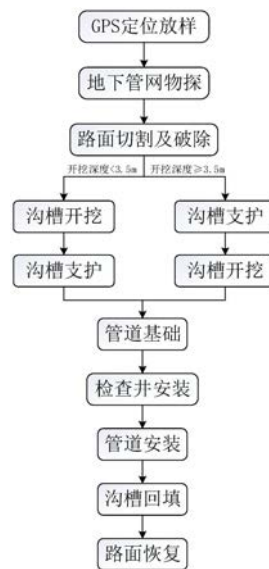 GPS定位放样
地下管网物探
路面切割及破除
开挖深度<3.5m 开挖深度≥3.5m
沟槽开挖 沟槽支护
沟槽支护 沟槽开挖
管道基础
检查井安装
管道安装
沟槽回填
路面恢复